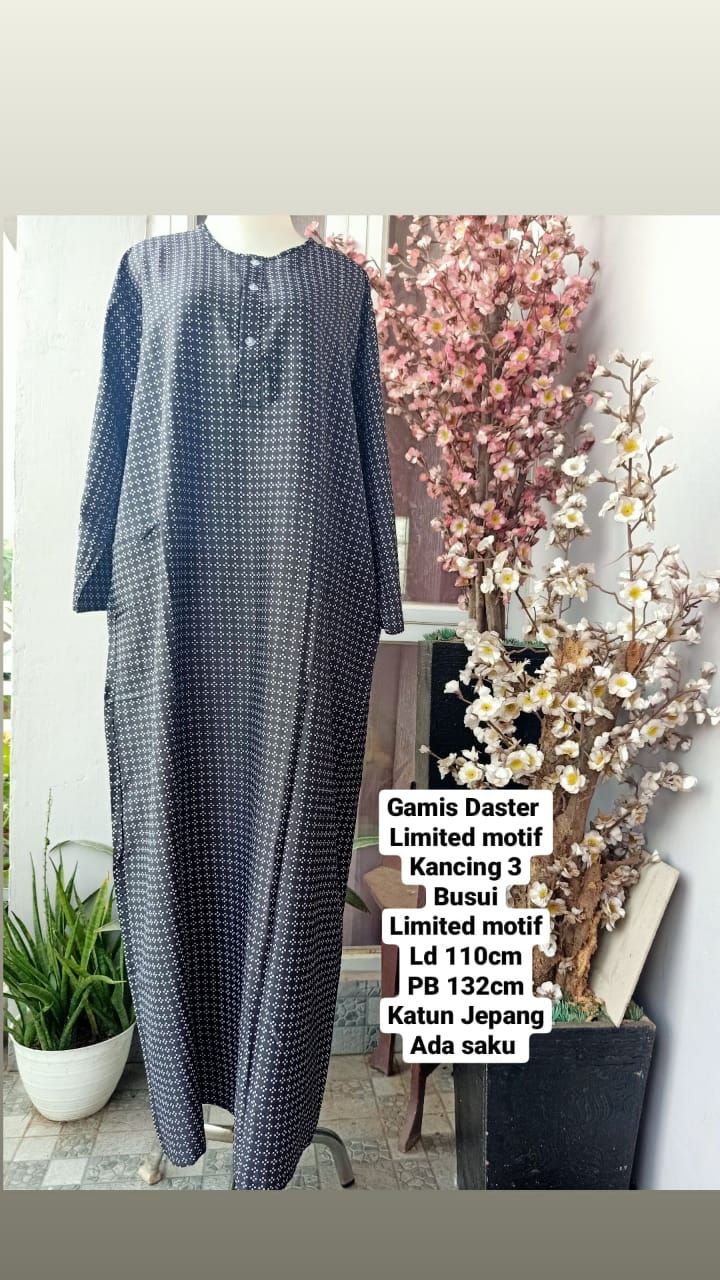 Gamis Daster
Limited motif
Kancing 3
Busui
Limited motif
Ld 110cm
PB 132cm
Katun Jepang
Ada saku